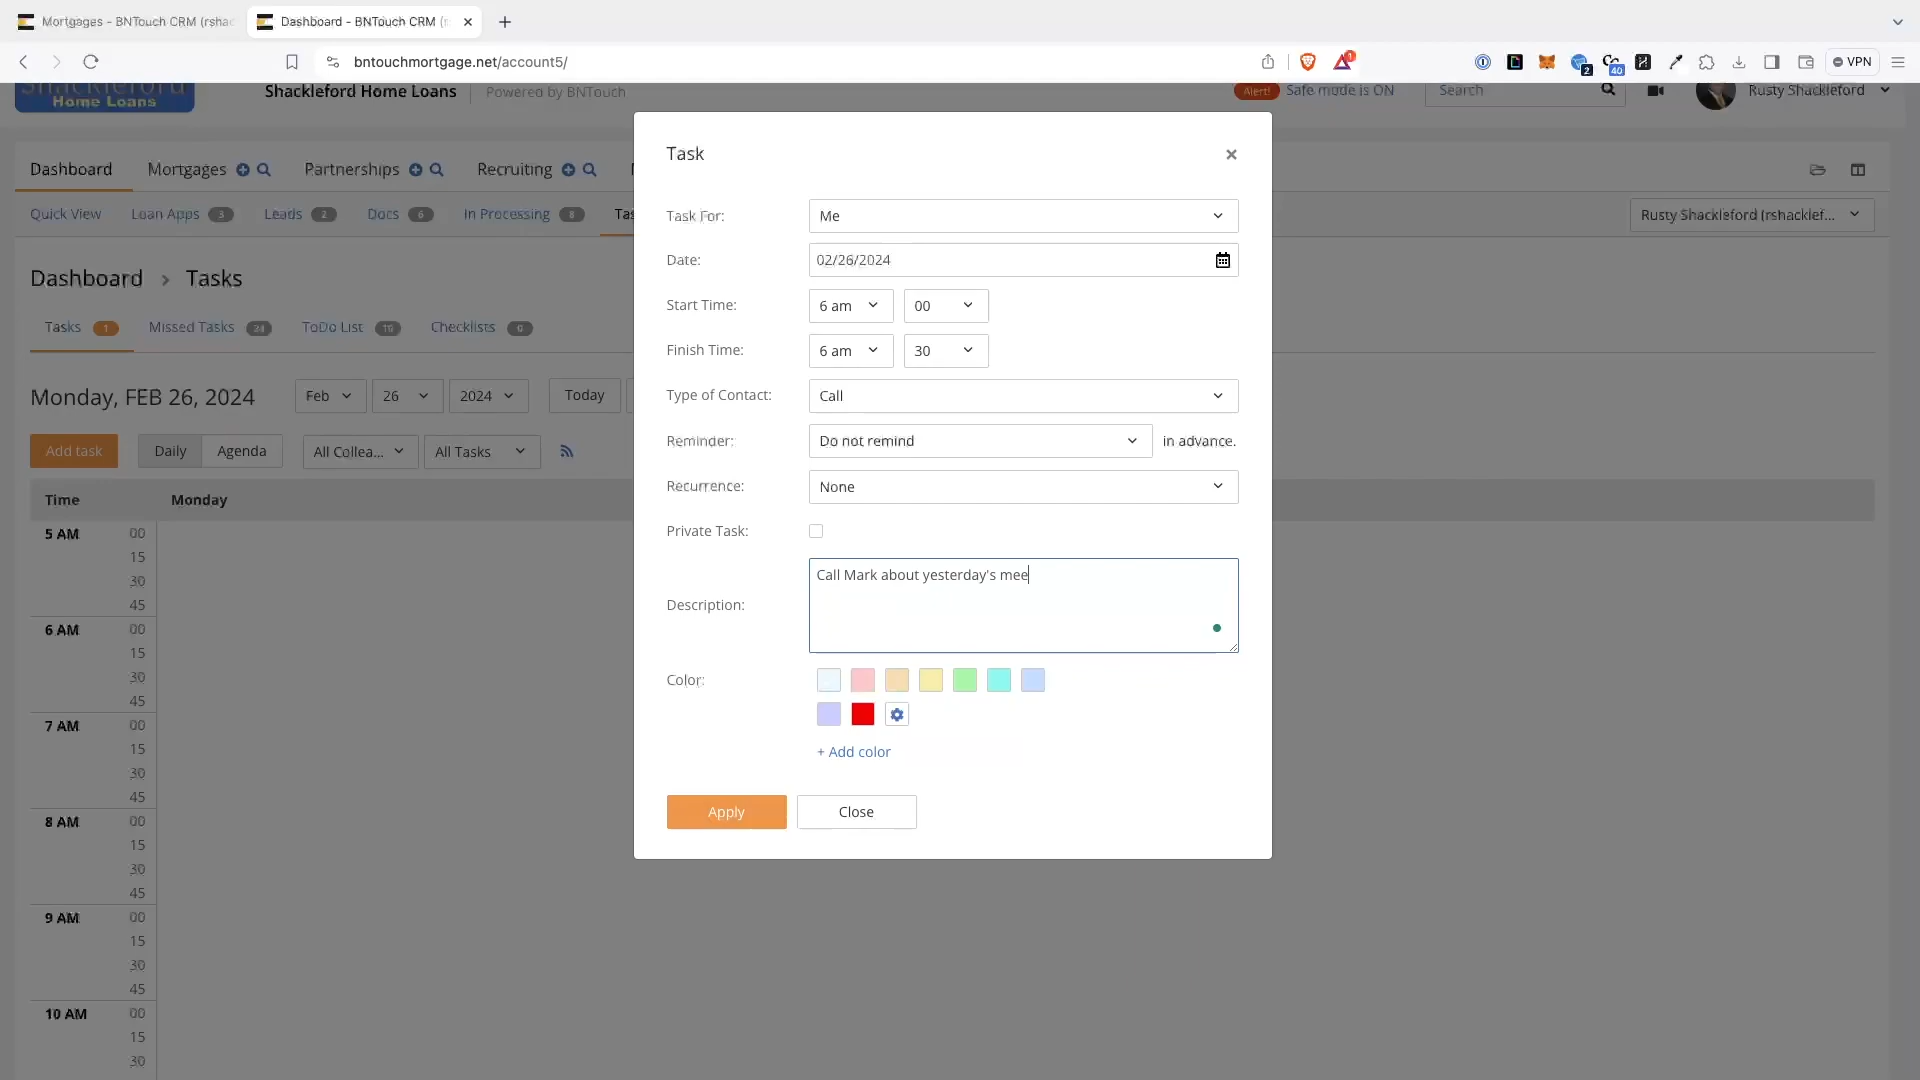 Mortgages - BNTouch CRM (rshac
Dashboard - BNTouch CRM (r
bntouchmortgage.net/account5/
1
2
40
VPN
Shackleford
Home Loans
Shackleford Home Loans
Powered by BNTouch
Alert!
Safe mode is ON
Search
Rusty Shackleford
Dashboard
Mortgages
Partnerships
Recruiting
Quick View
Loan Apps 3
Leads 2
Docs 6
In Processing 8
Tas
Rusty Shackleford (rshacklef...
Dashboard > Tasks
Tasks 1
Missed Tasks 24
ToDo List 19
Checklists 0
Monday, FEB 26, 2024
Feb
26
2024
Today
Add task
Daily
Agenda
All Collea...
All Tasks
Time
Monday
5 AM 00
15
30
45
6 AM 00
15
30
45
7 AM 00
15
30
45
8 AM 00
15
30
45
9 AM 00
15
30
45
10 AM 00
15
30
Task
Task For: Me
Date: 02/26/2024
Start Time: 6 am 00
Finish Time: 6 am 30
Type of Contact: Call
Reminder: Do not remind in advance.
Recurrence: None
Private Task:
Description: Call Mark about yesterday's mee
Color:
+ Add color
Apply
Close